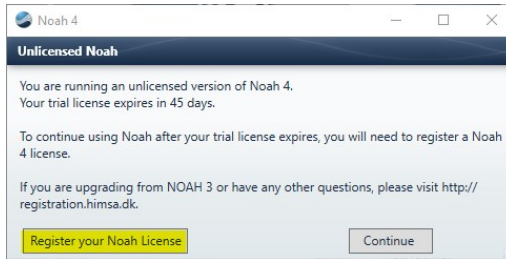 Noah 4
Unlicensed Noah
You are running an unlicensed version of Noah 4.
Your trial license expires in 45 days.
To continue using Noah after your trial license expires, you will need to register a Noah
4 license.
If you are upgrading from NOAH 3 or have any other questions, please visit http://
registration.himsa.dk.
Register your Noah License
Continue